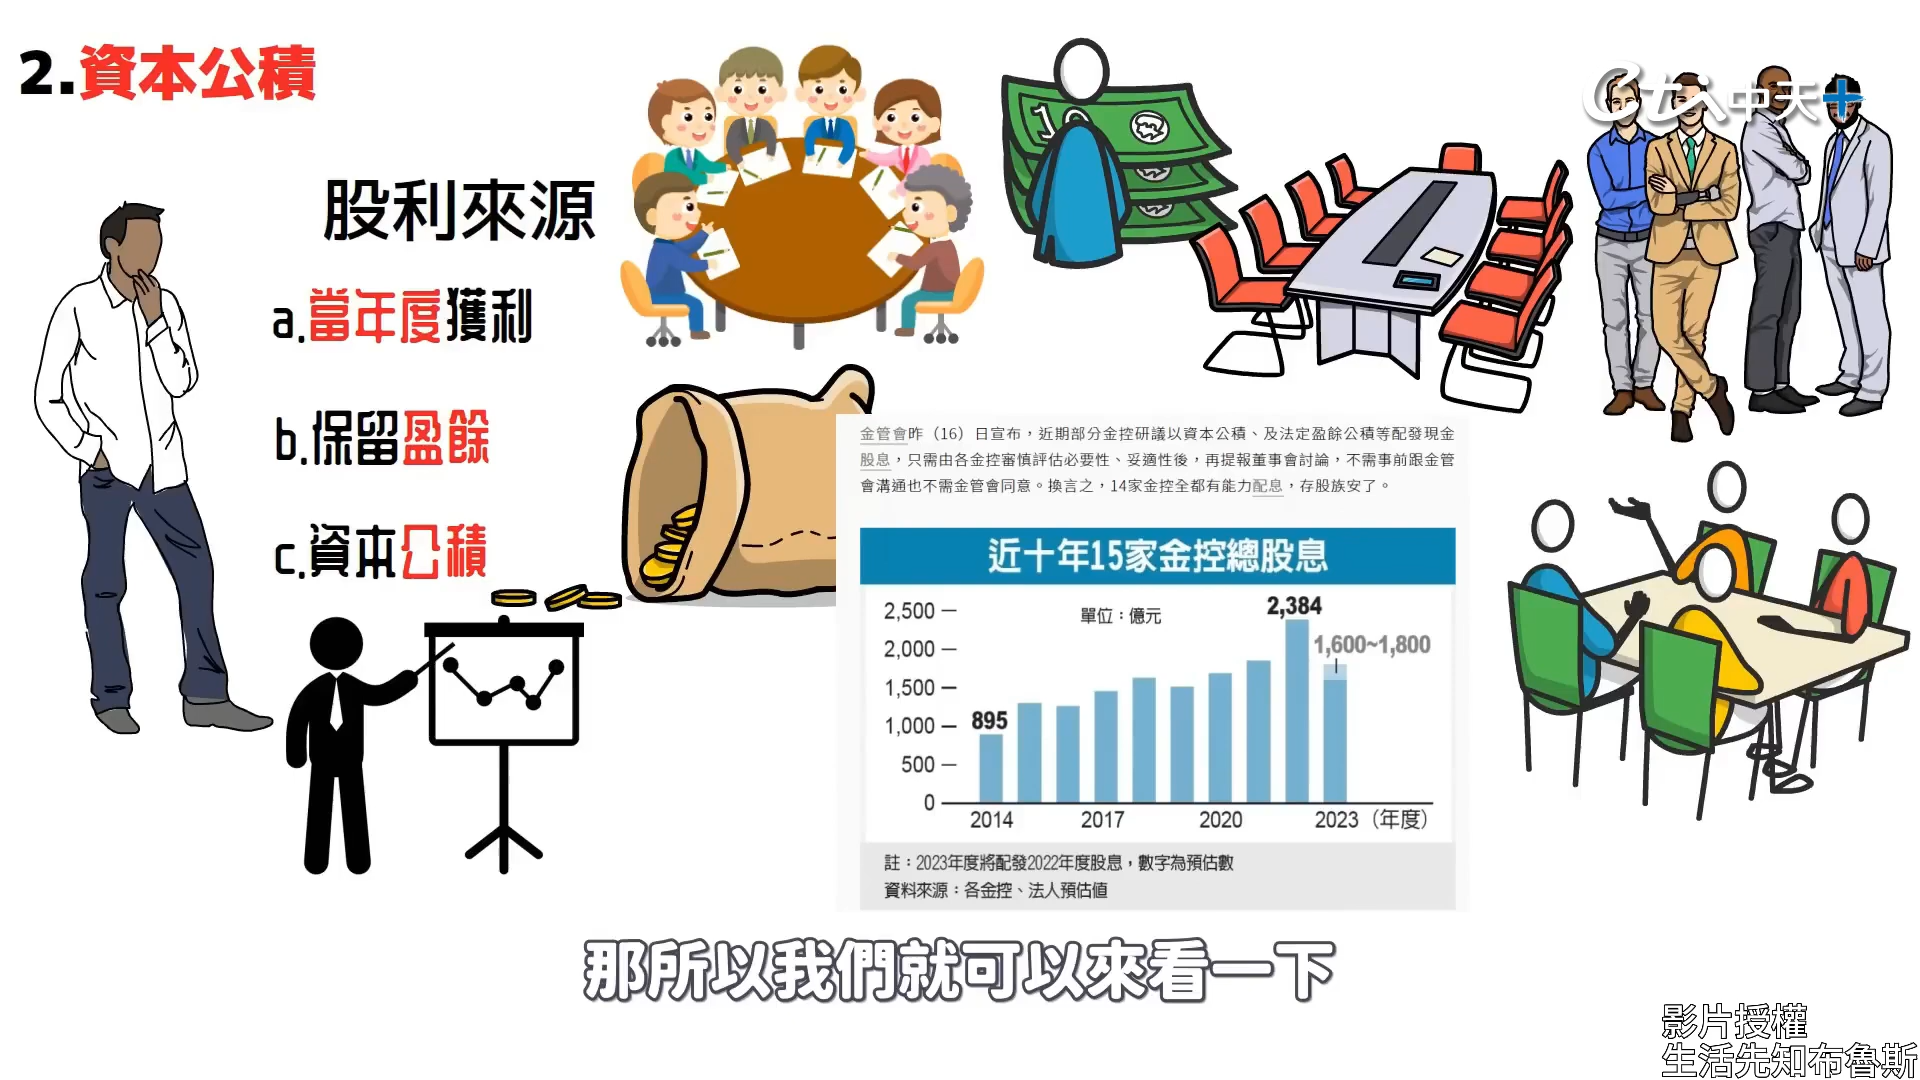 2.資本公積
股利來源
a.當年度獲利
b.保留盈餘
c.資本公積
10
CTi中天+
金管會昨（16）日宣布，近期部分金控研議以資本公積、及法定盈餘公積等配發現金
股息，只需由各金控審慎評估必要性、妥適性後，再提報董事會討論，不需事前跟金管
會溝通也不需金管會同意。換言之，14家金控全都有能力配息，存股族安了。
近十年15家金控總股息
單位：億元
2,500
2,000
1,500
1,000
500
0
895
2,384
1,600~1,800
2014 2017 2020 2023（年度）
註：2023年度將配發2022年度股息，數字為預估數
資料來源：各金控、法人預估值
那所以我們就可以來看一下
影片授權
生活先知布魯斯